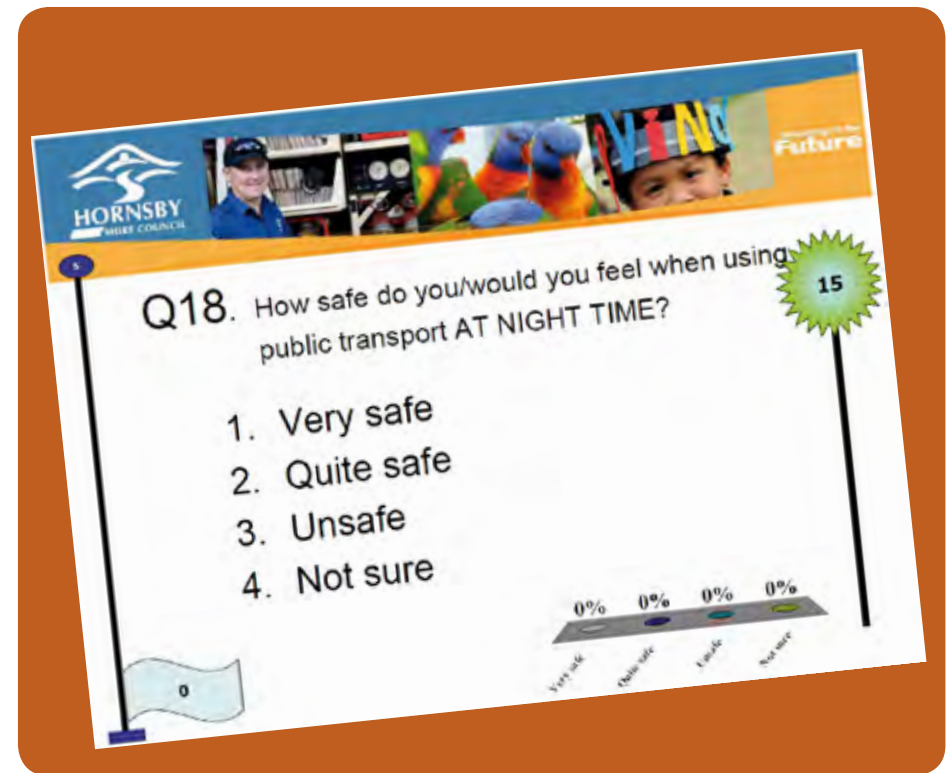 HORNSBY
SHIRE COUNCIL
VING
Future
5
15
Q18. How safe do you/would you feel when using
public transport AT NIGHT TIME?
1. Very safe
2. Quite safe
3. Unsafe
4. Not sure
0% 0% 0% 0%
Very safe Quite safe Unsafe Not sure
0